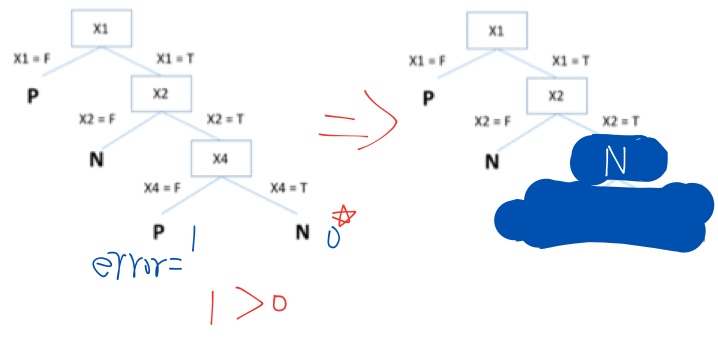 X1
X1 = F
X1 = T
P
X2
X2 = F
X2 = T
N
X4
X4 = F
X4 = T
P
N
error= 1
0
1 > 0
⇒
X1
X1 = F
X1 = T
P
X2
X2 = F
X2 = T
N
N